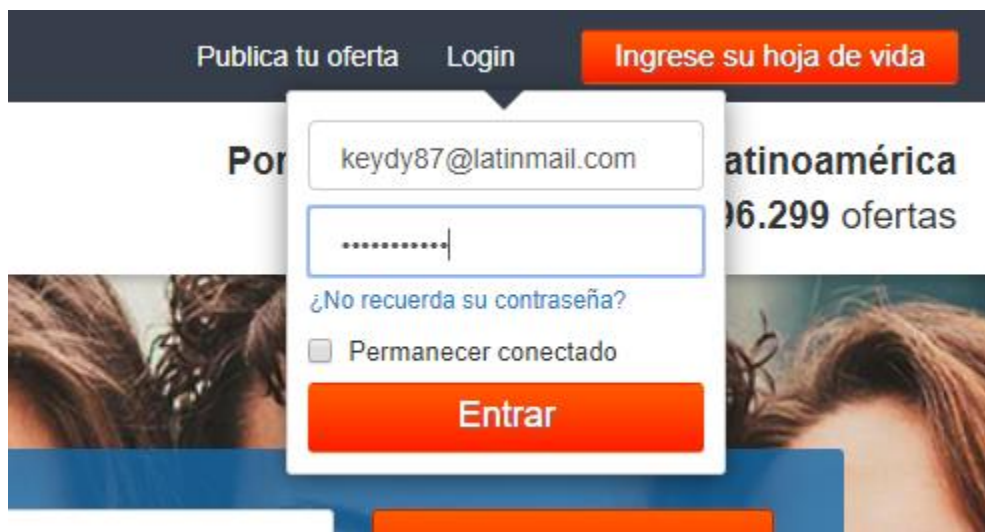 Publica tu oferta Login Ingrese su hoja de vida
keydy87@latinmail.com
Por atinoamérica
96.299 ofertas
•••••••••••
¿No recuerda su contraseña?
Permanecer conectado
Entrar